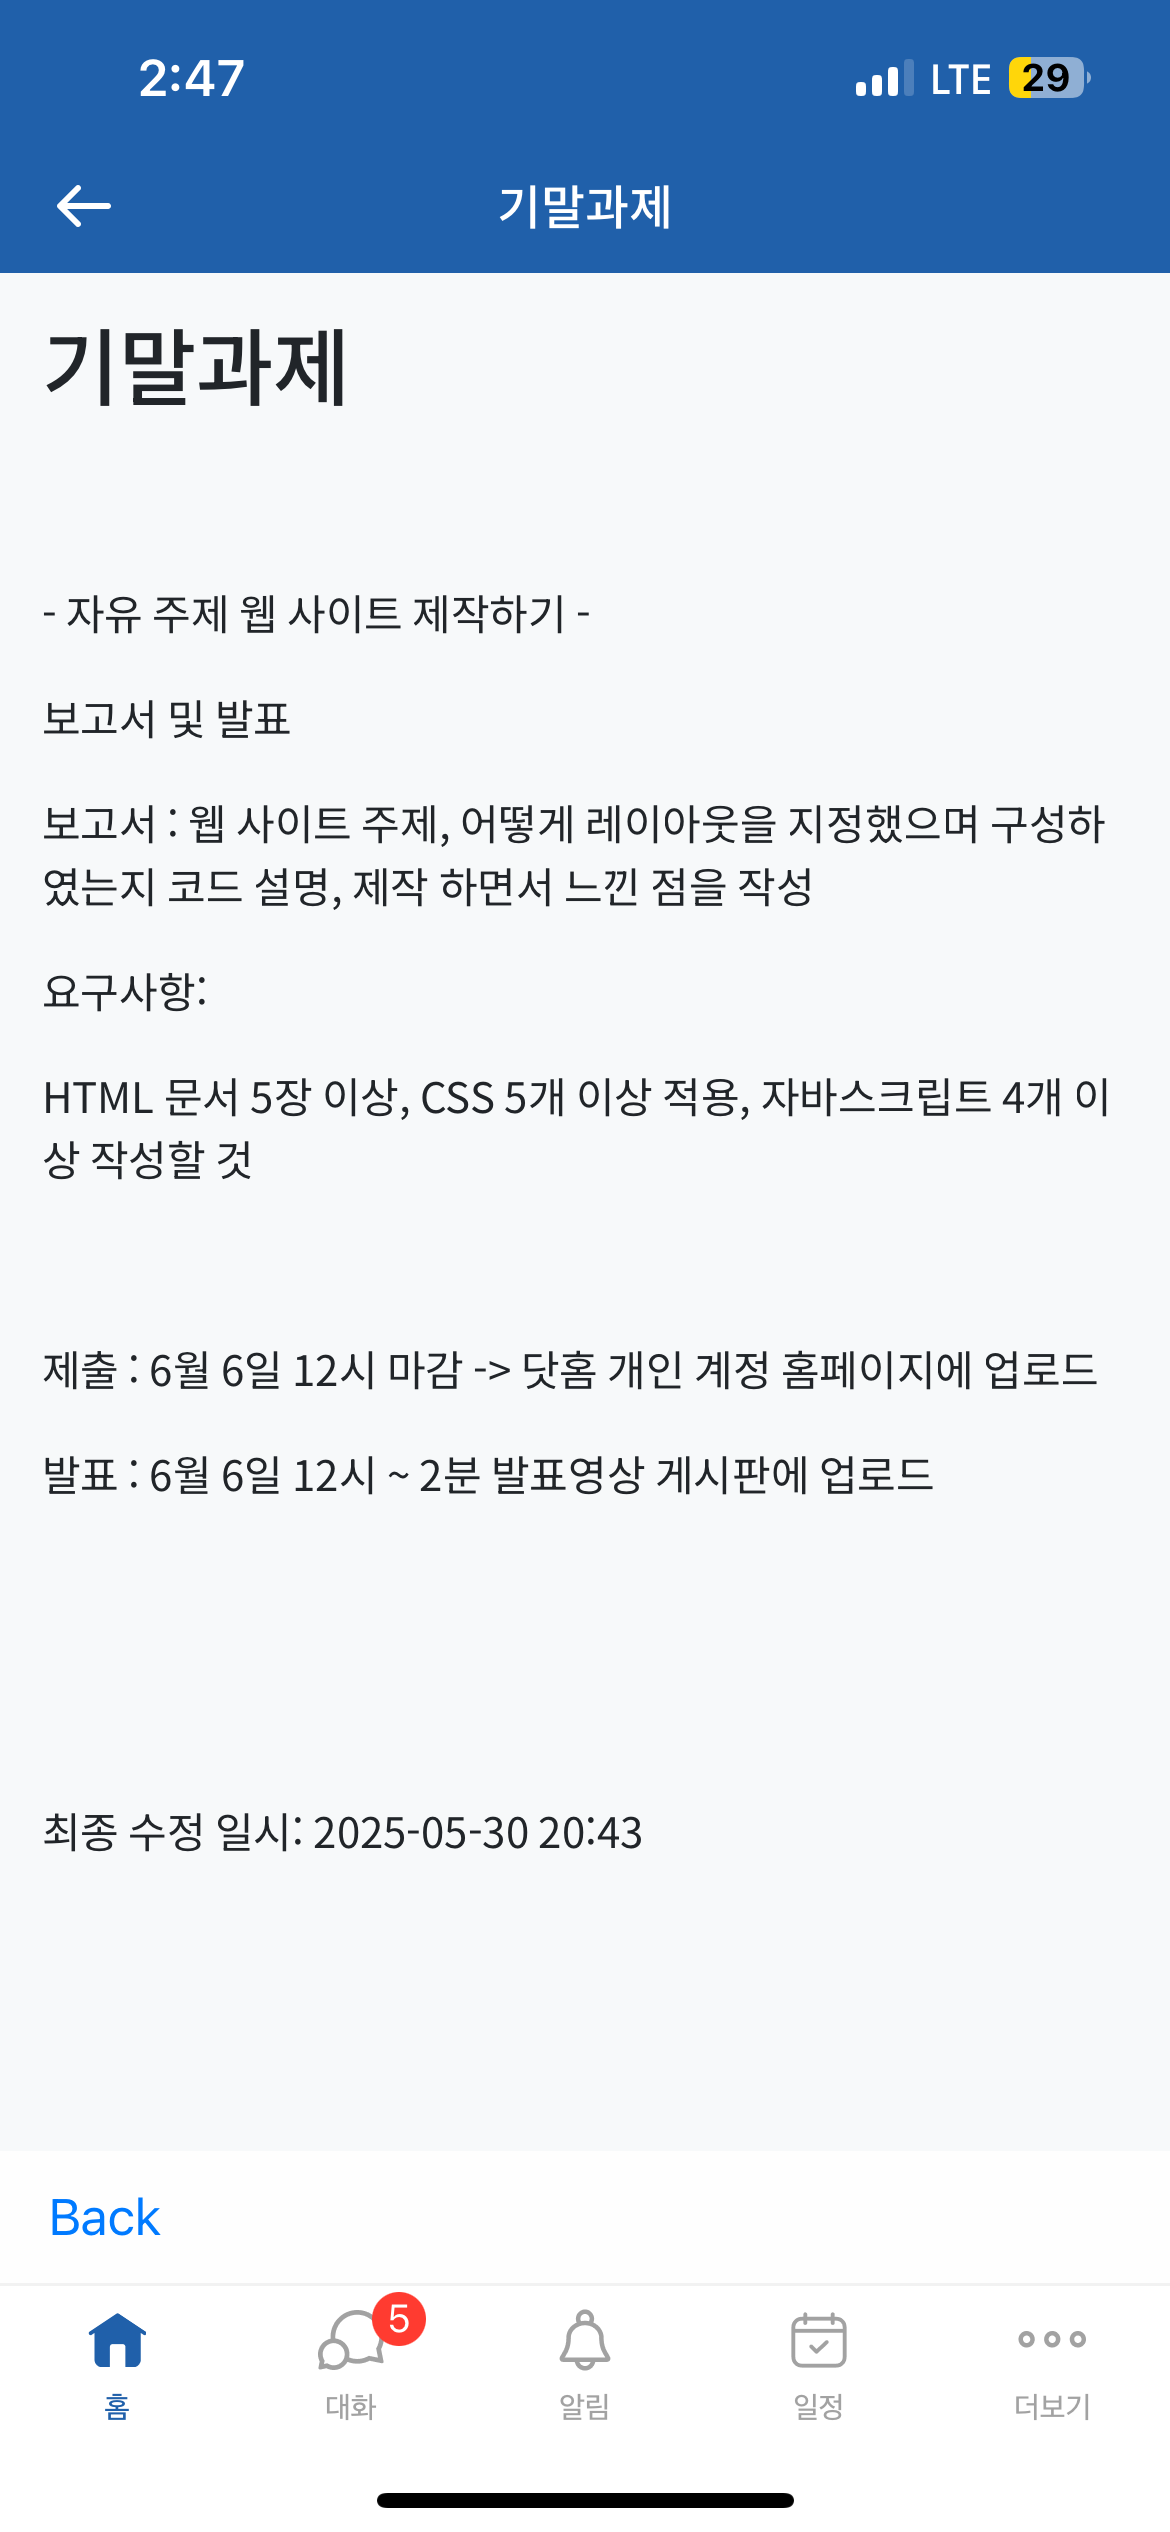 2:47
LTE 29
기말과제
기말과제
- 자유 주제 웹 사이트 제작하기 -
보고서 및 발표
보고서 : 웹 사이트 주제, 어떻게 레이아웃을 지정했으며 구성하
였는지 코드 설명, 제작 하면서 느낀 점을 작성
요구사항:
HTML 문서 5장 이상, CSS 5개 이상 적용, 자바스크립트 4개 이
상 작성할 것
제출 : 6월 6일 12시 마감 -> 닷홈 개인 계정 홈페이지에 업로드
발표 : 6월 6일 12시 ~ 2분 발표영상 게시판에 업로드
최종 수정 일시: 2025-05-30 20:43
Back
5
홈 대화 알림 일정 더보기